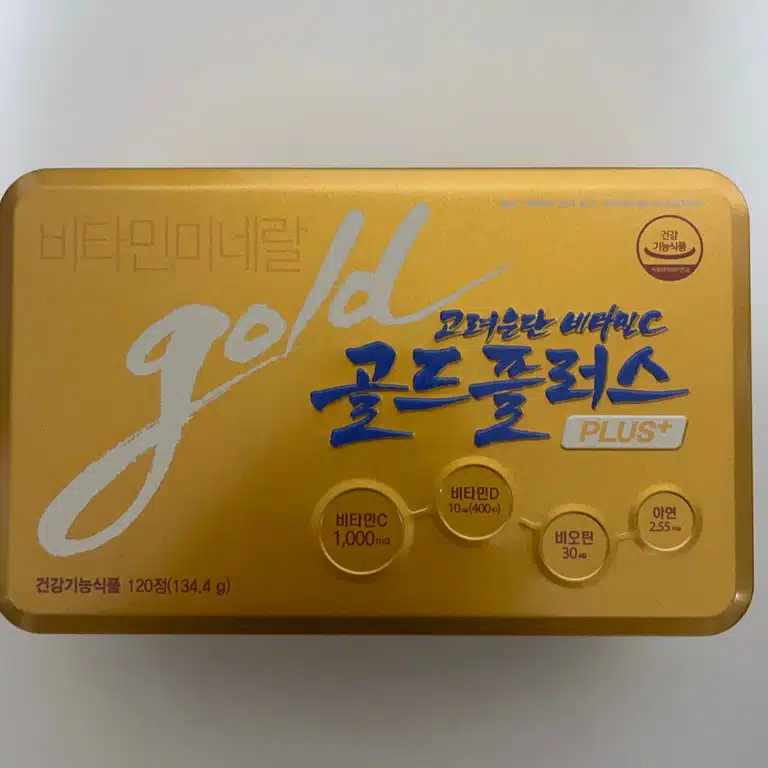 비타민미네랄
gold
건강
기능식품
고려은단 비타민C
골드플러스
PLUS+
비타민C
1,000mg
비타민D
10㎍(400IU)
비오틴
30㎍
아연
2.55mg
건강기능식품 120정(134.4 g)